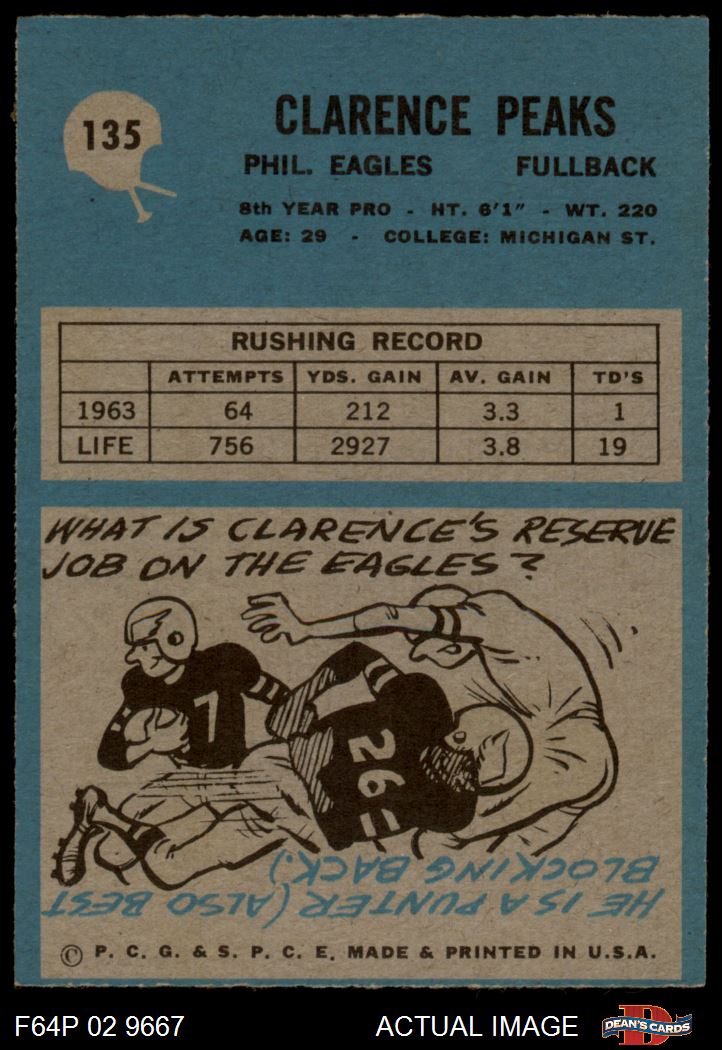 135
CLARENCE PEAKS
PHIL. EAGLES FULLBACK
8th YEAR PRO - HT. 6'1" - WT. 220
AGE: 29 - COLLEGE: MICHIGAN ST.
RUSHING RECORD
ATTEMPTS YDS. GAIN AV. GAIN TD'S
1963 64 212 3.3 1
LIFE 756 2927 3.8 19
WHAT IS CLARENCE'S RESERVE
JOB ON THE EAGLES?
7
26
HE IS A PUNTER (ALSO BEST
BLOCKING BACK.)
© P. C. G. & S. P. C. E. MADE & PRINTED IN U.S.A.
F64P 02 9667 ACTUAL IMAGE D DEAN'S CARDS